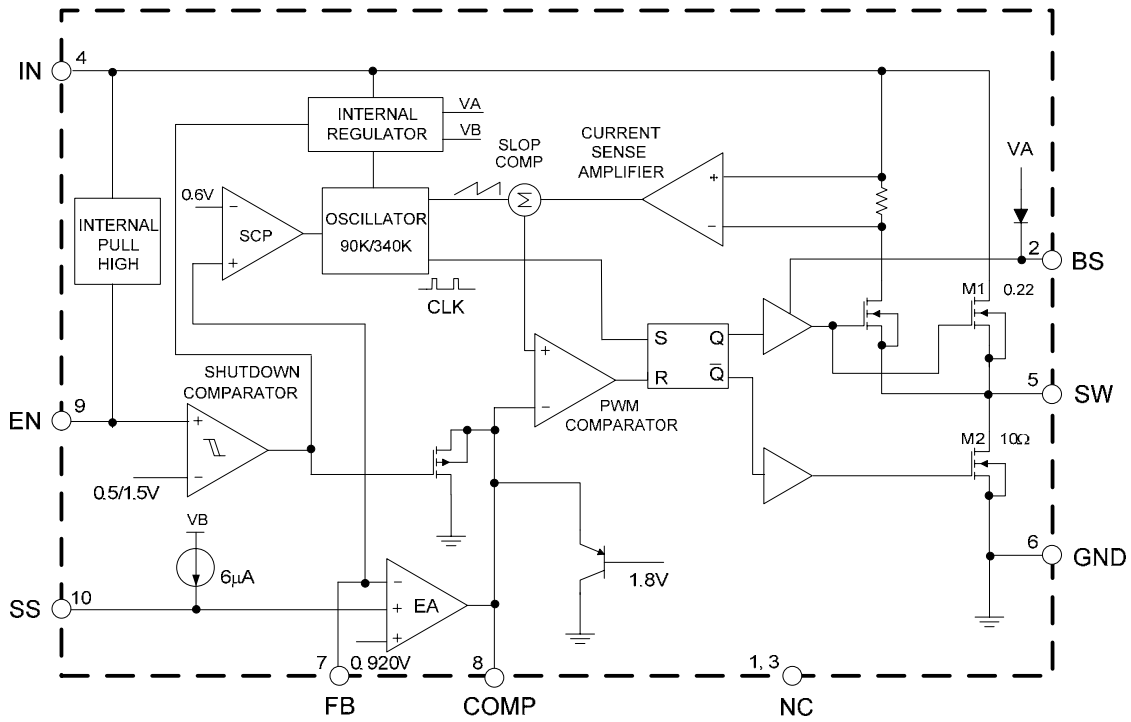 IN
4
INTERNAL
REGULATOR
VA
VB
SLOP
COMP
CURRENT
SENSE
AMPLIFIER
VA
0.6V
−
SCP
+
OSCILLATOR
90K/340K
Σ
+
−
INTERNAL
PULL
HIGH
CLK
2
BS
M1
0.22
S
Q
R
Q̅
+
−
PWM
COMPARATOR
SHUTDOWN
COMPARATOR
5
SW
EN
9
+
−
0.5/1.5V
M2
10Ω
VB
6μA
1.8V
6
GND
SS
10
−
+
+
EA
0.920V
7
FB
8
COMP
1, 3
NC